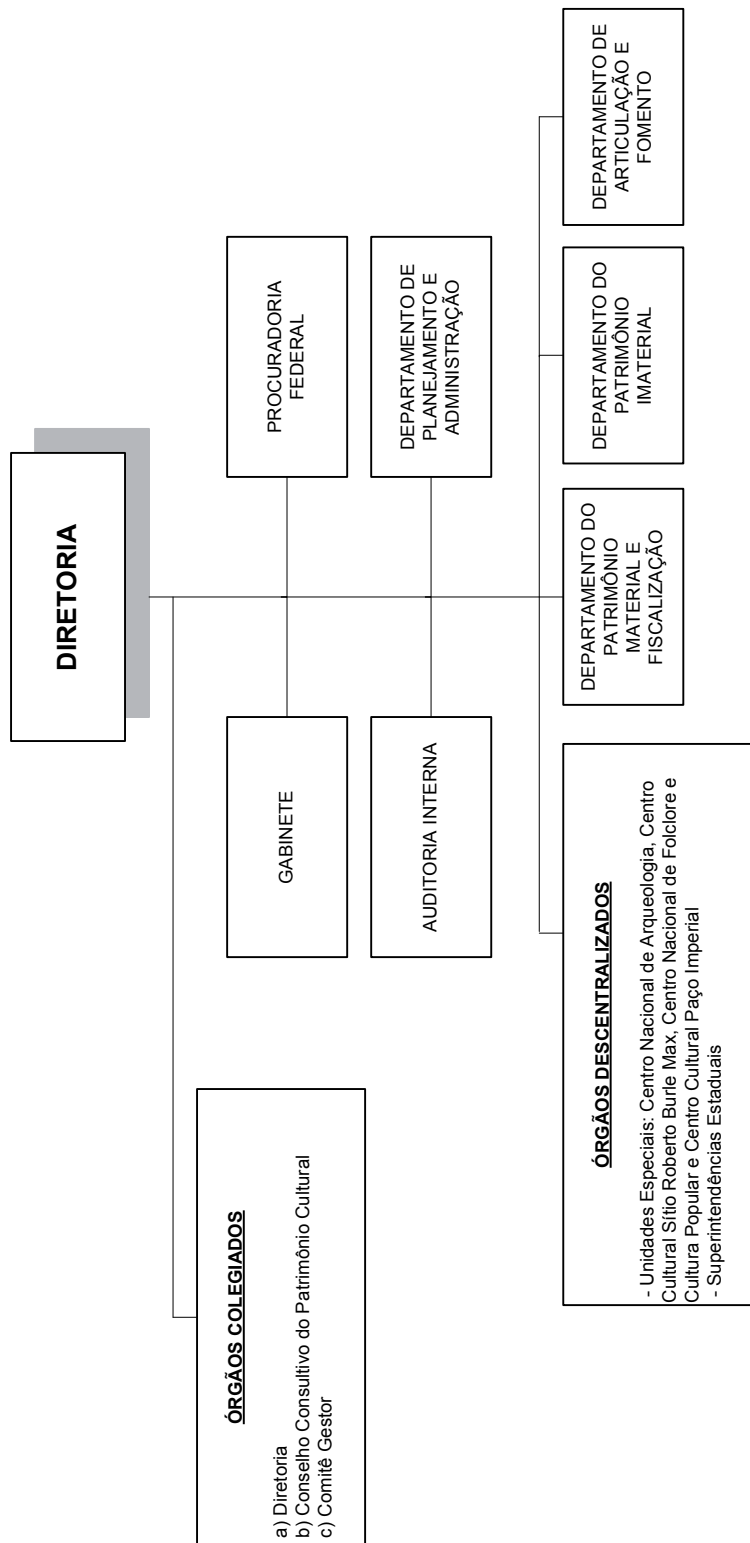 DIRETORIA
ÓRGÃOS COLEGIADOS
a) Diretoria
b) Conselho Consultivo do Patrimônio Cultural
c) Comitê Gestor
GABINETE
PROCURADORIA
FEDERAL
AUDITORIA INTERNA
DEPARTAMENTO DE
PLANEJAMENTO E
ADMINISTRAÇÃO
ÓRGÃOS DESCENTRALIZADOS
- Unidades Especiais: Centro Nacional de Arqueologia, Centro
Cultural Sítio Roberto Burle Max, Centro Nacional de Folclore e
Cultura Popular e Centro Cultural Paço Imperial
- Superintendências Estaduais
DEPARTAMENTO DO
PATRIMÔNIO
MATERIAL E
FISCALIZAÇÃO
DEPARTAMENTO DO
PATRIMÔNIO
IMATERIAL
DEPARTAMENTO DE
ARTICULAÇÃO E
FOMENTO